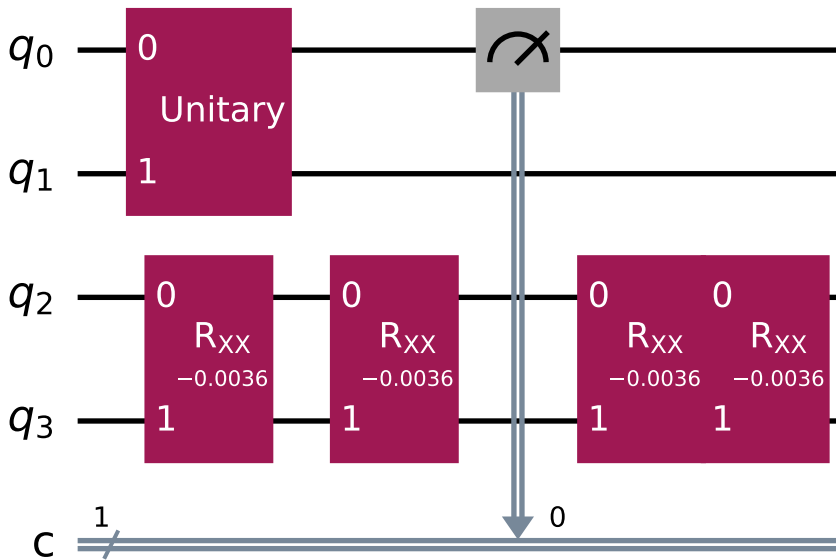 q0 0
Unitary
q1 1
q2 0 0 0 0
RXX RXX RXX RXX
−0.0036 −0.0036 −0.0036 −0.0036
q3 1 1 1 1
1 0
c